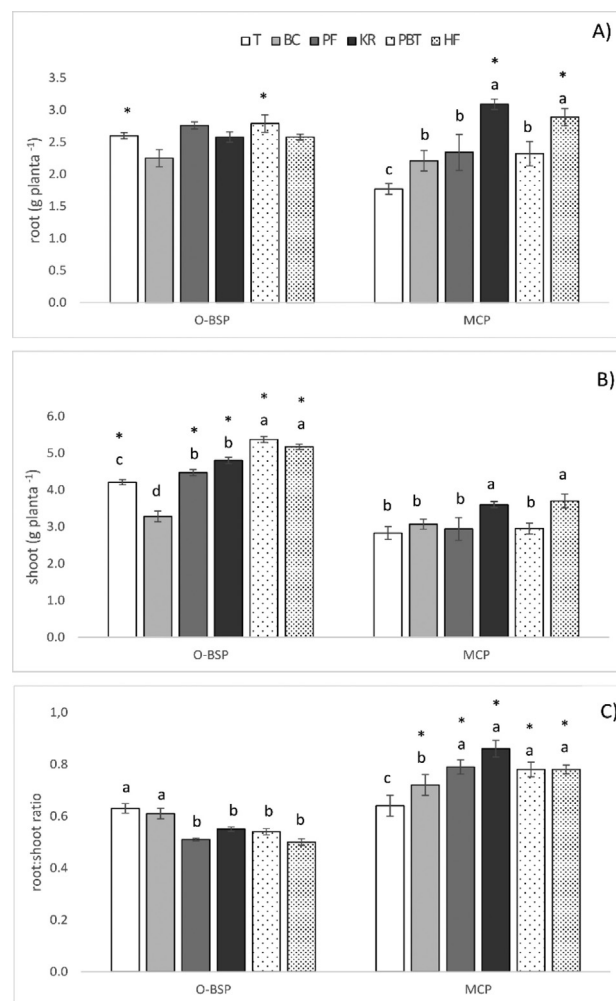 A)
T BC PF KR PBT HF
3.5
3.0
2.5
2.0
1.5
1.0
0.5
0.0
root (g planta -1)
* * * *
c b b a b a
O-BSP MCP
B)
6.0
5.0
4.0
3.0
2.0
1.0
0.0
shoot (g planta -1)
* * * * *
c d b b a a b b b a b a
O-BSP MCP
C)
1,0
0.8
0.6
0.4
0.2
0.0
root:shoot ratio
* * * * *
a a b b b b c b a a a a
O-BSP MCP